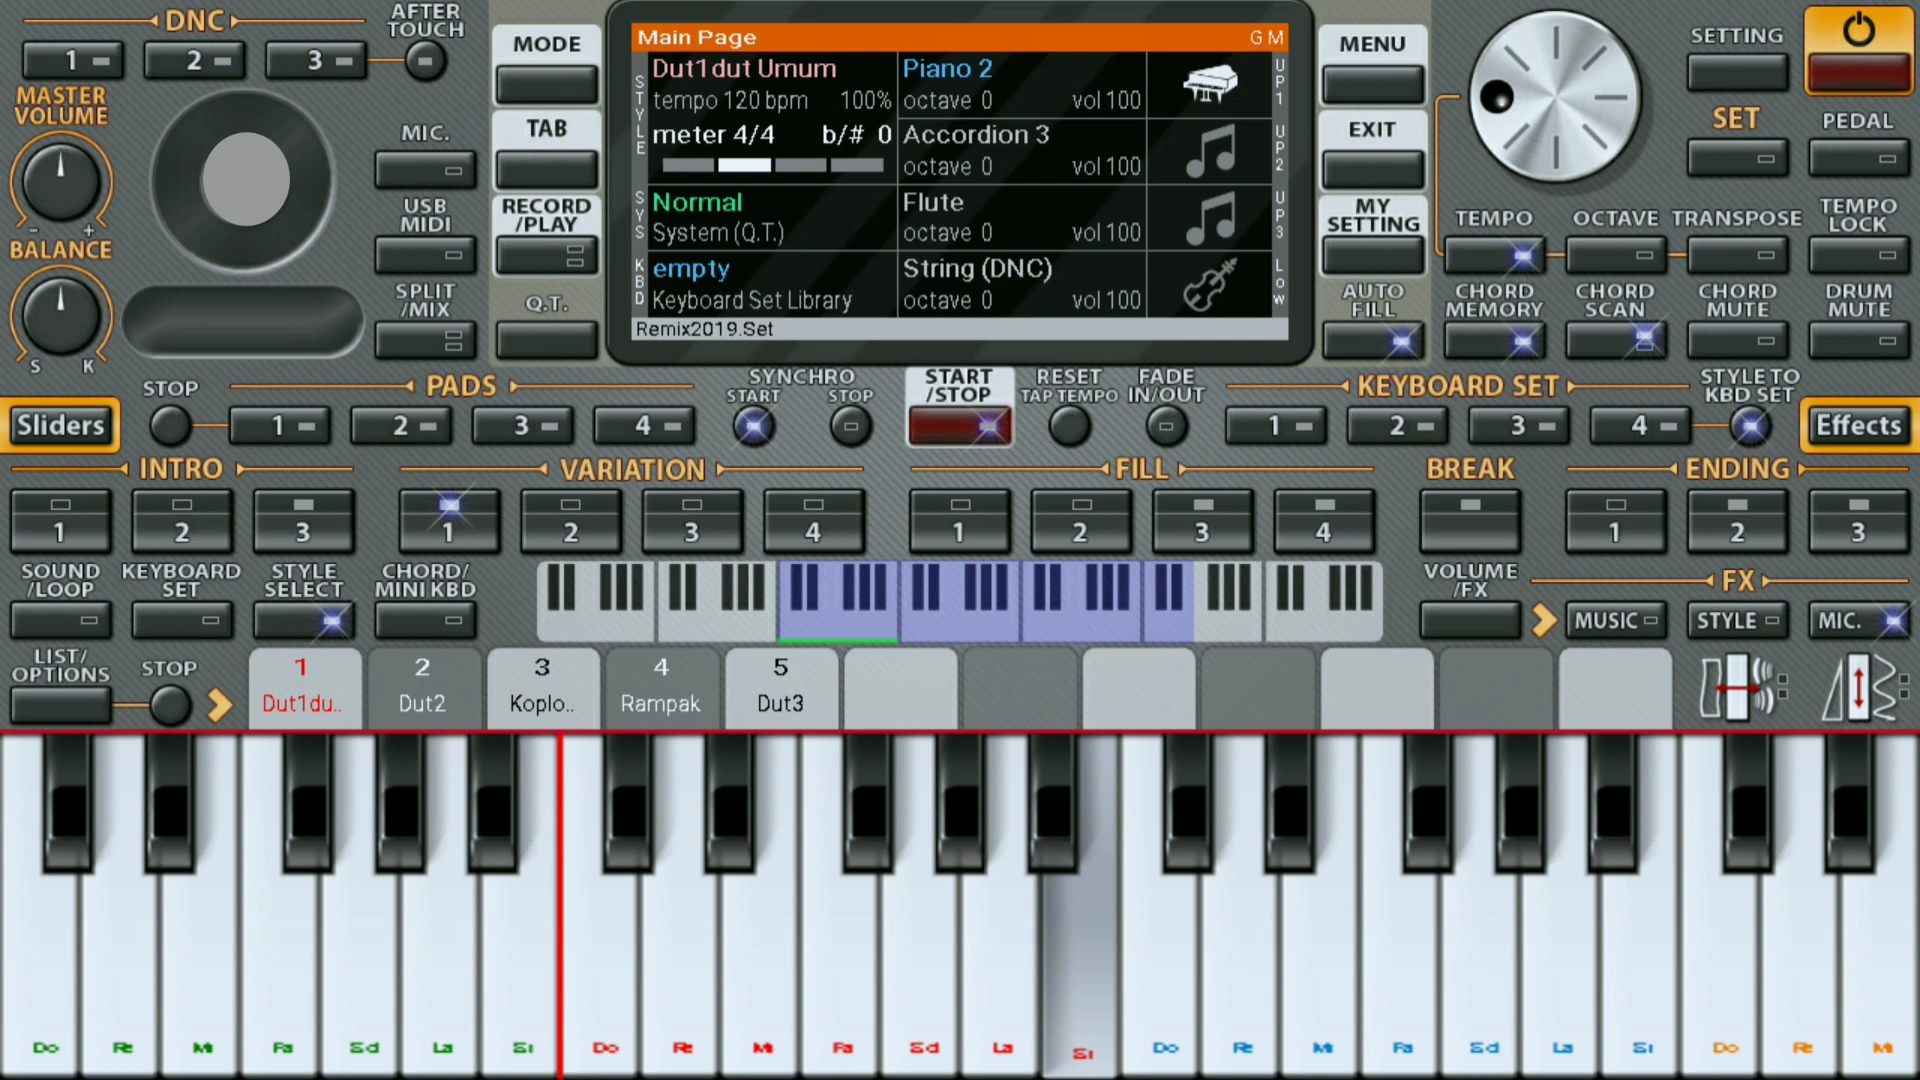 DNC
AFTER
TOUCH
1
2
3
MASTER
VOLUME
- +
BALANCE
S K
MIC.
USB
MIDI
SPLIT
/MIX
MODE
TAB
RECORD
/PLAY
Q.T.
Main Page
G M
STYLE
Dut1dut Umum
tempo 120 bpm 100%
meter 4/4 b/# 0
SYS
Normal
System (Q.T.)
KBD
empty
Keyboard Set Library
Piano 2
octave 0 vol 100
UP1
Accordion 3
octave 0 vol 100
UP2
Flute
octave 0 vol 100
UP3
String (DNC)
octave 0 vol 100
Low
Remix2019.Set
MENU
EXIT
MY
SETTING
AUTO
FILL
SETTING
SET
PEDAL
TEMPO
OCTAVE
TRANSPOSE
TEMPO
LOCK
CHORD
MEMORY
CHORD
SCAN
CHORD
MUTE
DRUM
MUTE
Sliders
STOP
PADS
1
2
3
4
SYNCHRO
START
STOP
START
/STOP
RESET
TAP TEMPO
FADE
IN/OUT
KEYBOARD SET
1
2
3
4
STYLE TO
KBD SET
Effects
INTRO
1
2
3
VARIATION
1
2
3
4
FILL
1
2
3
4
BREAK
ENDING
1
2
3
SOUND
/LOOP
KEYBOARD
SET
STYLE
SELECT
CHORD/
MINI KBD
VOLUME
/FX
FX
MUSIC
STYLE
MIC.
LIST/
OPTIONS
STOP
1
Dut1du..
2
Dut2
3
Koplo..
4
Rampak
5
Dut3
Do Re Mi Fa Sol La Si Do Re Mi Fa Sol La Si Do Re Mi Fa Sol La Si Do Re Mi